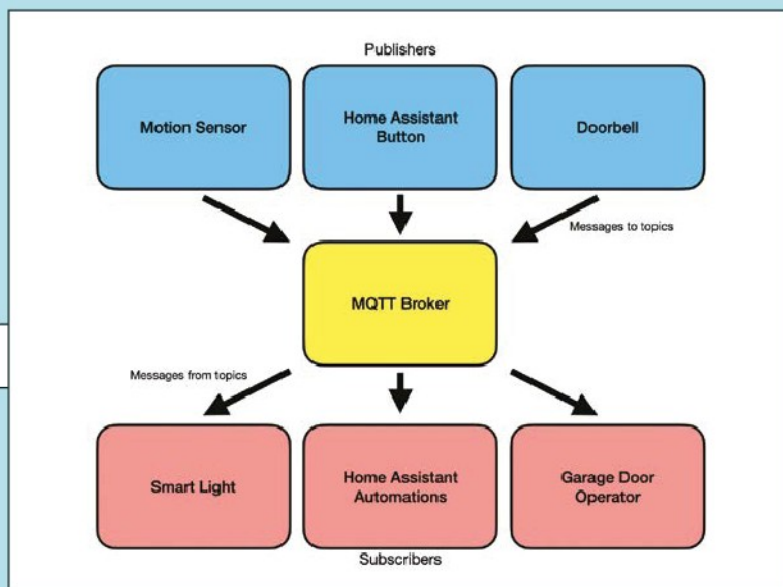 Publishers
Motion Sensor
Home Assistant
Button
Doorbell
Messages to topics
MQTT Broker
Messages from topics
Smart Light
Home Assistant
Automations
Garage Door
Operator
Subscribers